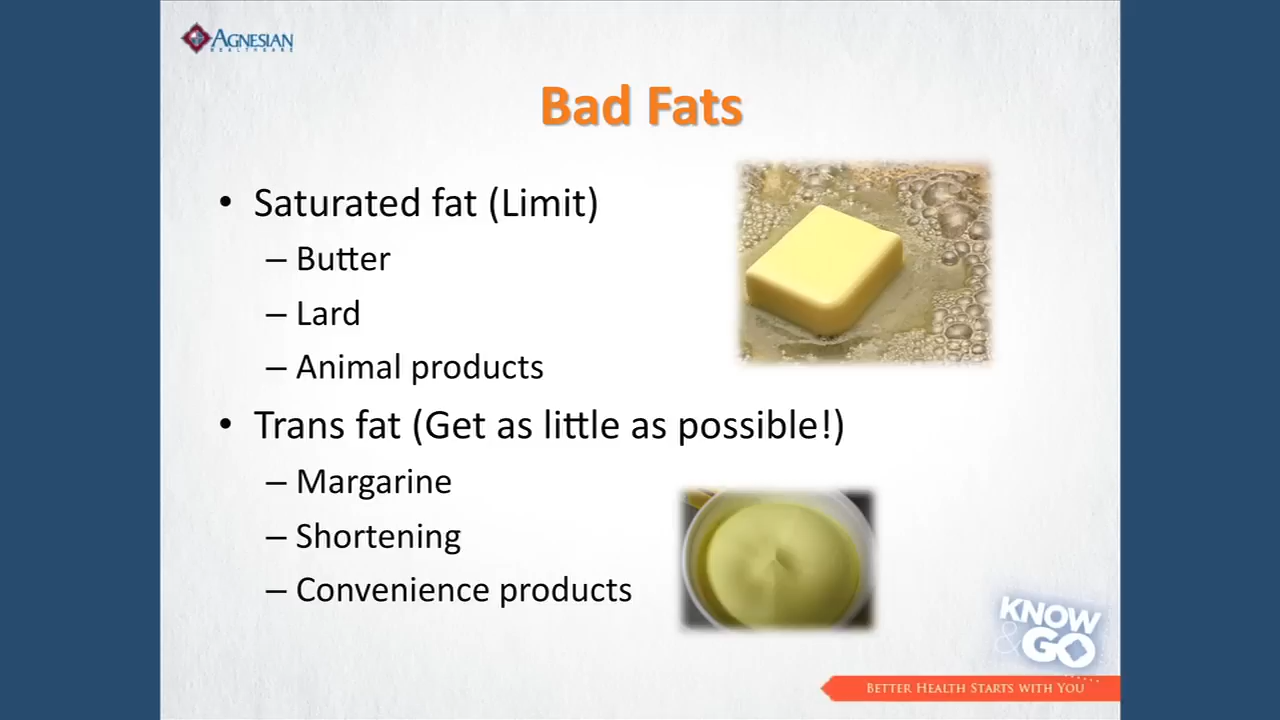 AGNESIAN
HEALTHCARE
Bad Fats
• Saturated fat (Limit)
– Butter
– Lard
– Animal products
• Trans fat (Get as little as possible!)
– Margarine
– Shortening
– Convenience products
KNOW
& GO
BETTER HEALTH STARTS WITH YOU